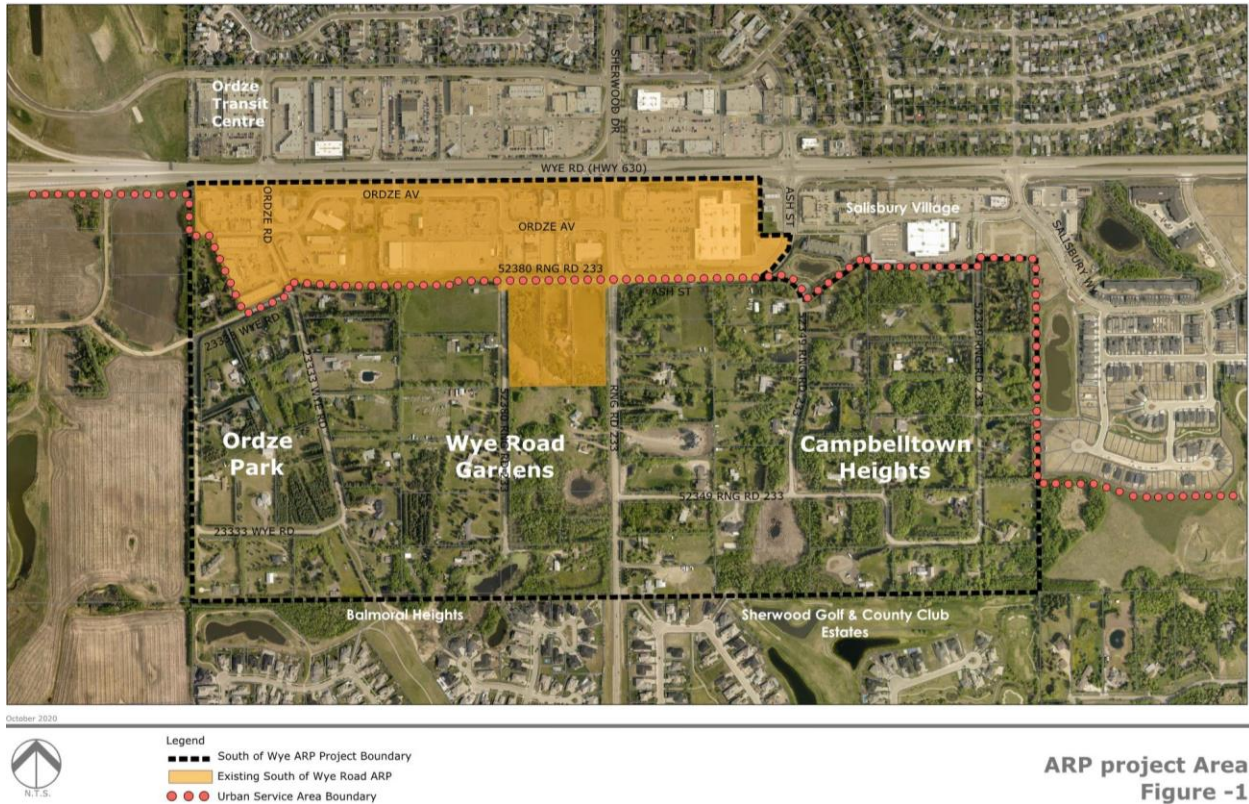 Ordze
Transit
Centre
SHERWOOD DR
WYE RD (HWY 630)
ORDZE RD
ORDZE AV
ORDZE AV
ASH ST
Salisbury Village
SALISBURY WY
52380 RNG RD 233
ASH ST
23333 WYE RD
RNG RD 233
Ordze
Park
Wye Road
Gardens
Campbelltown
Heights
52349 RNG RD 233
23333 WYE RD
Balmoral Heights
Sherwood Golf & County Club
Estates
October 2020
N.T.S.
Legend
South of Wye ARP Project Boundary
Existing South of Wye Road ARP
Urban Service Area Boundary
ARP project Area
Figure -1